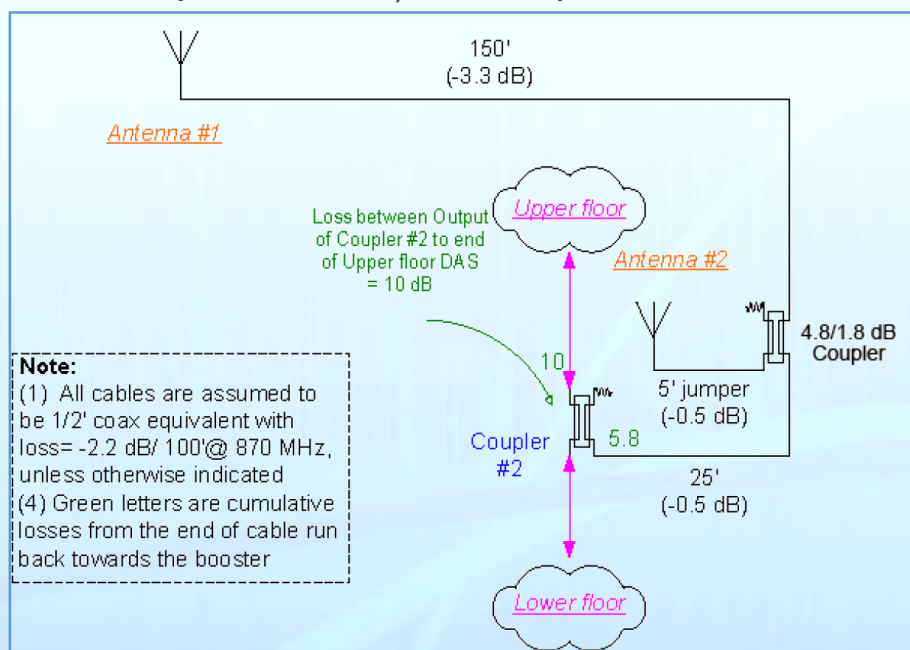 150'
(-3.3 dB)
Antenna #1
Upper floor
Loss between Output
of Coupler #2 to end
of Upper floor DAS
= 10 dB
Antenna #2
4.8/1.8 dB
Coupler
10
5' jumper
(-0.5 dB)
Note:
(1) All cables are assumed to
be 1/2' coax equivalent with
loss= -2.2 dB/ 100'@ 870 MHz,
unless otherwise indicated
(4) Green letters are cumulative
losses from the end of cable run
back towards the booster
Coupler
#2
5.8
25'
(-0.5 dB)
Lower floor